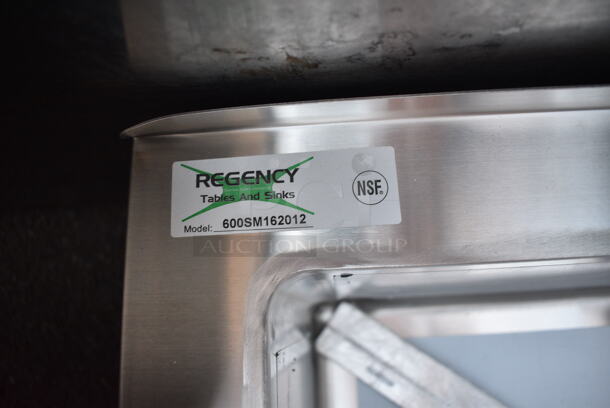 REGENCY
Tables And Sinks
Model: 600SM162012
NSF®
AUCTION GROUP